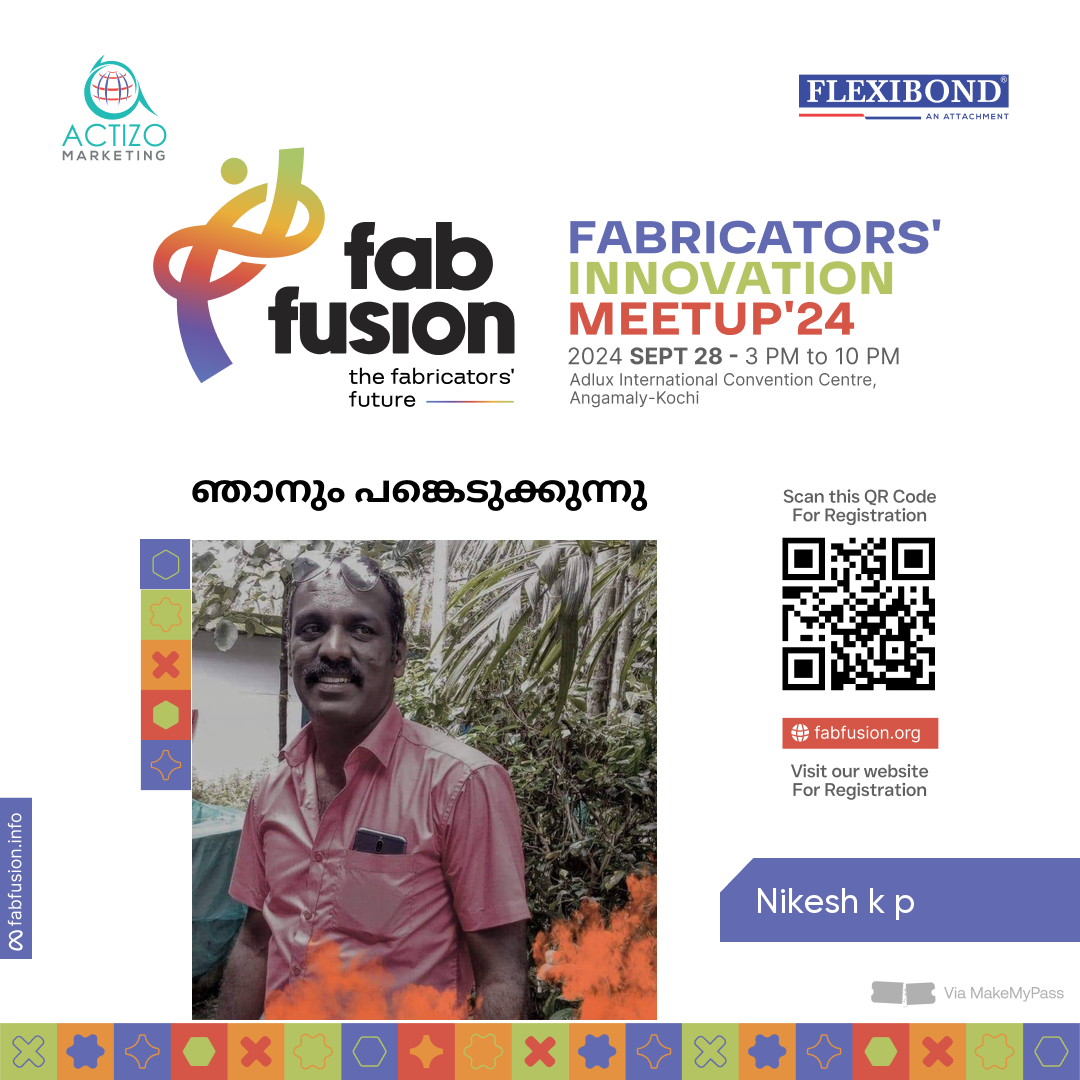 ACTIZO
MARKETING
FLEXIBOND®
AN ATTACHMENT
fab
fusion
the fabricators'
future
FABRICATORS'
INNOVATION
MEETUP'24
2024 SEPT 28 - 3 PM to 10 PM
Adlux International Convention Centre,
Angamaly-Kochi
ഞാനും പങ്കെടുക്കുന്നു
Scan this QR Code
For Registration
fabfusion.org
Visit our website
For Registration
fabfusion.info
Nikesh k p
Via MakeMyPass